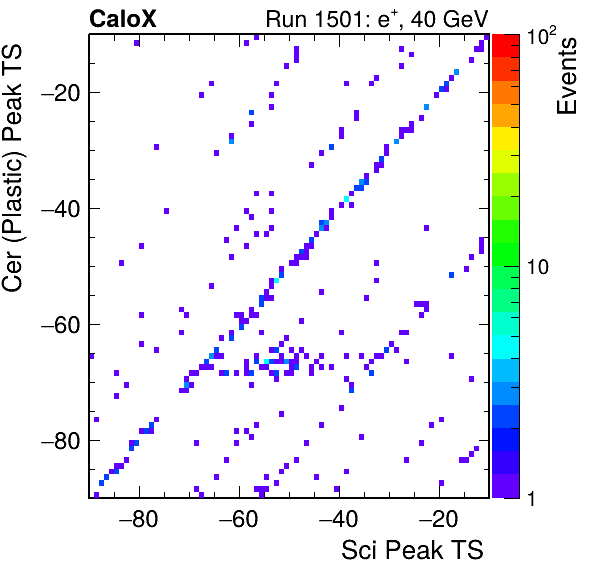 CaloX Run 1501: e⁺, 40 GeV
Cer (Plastic) Peak TS
−20
−40
−60
−80
−80 −60 −40 −20
Sci Peak TS
10²
10
1
Events